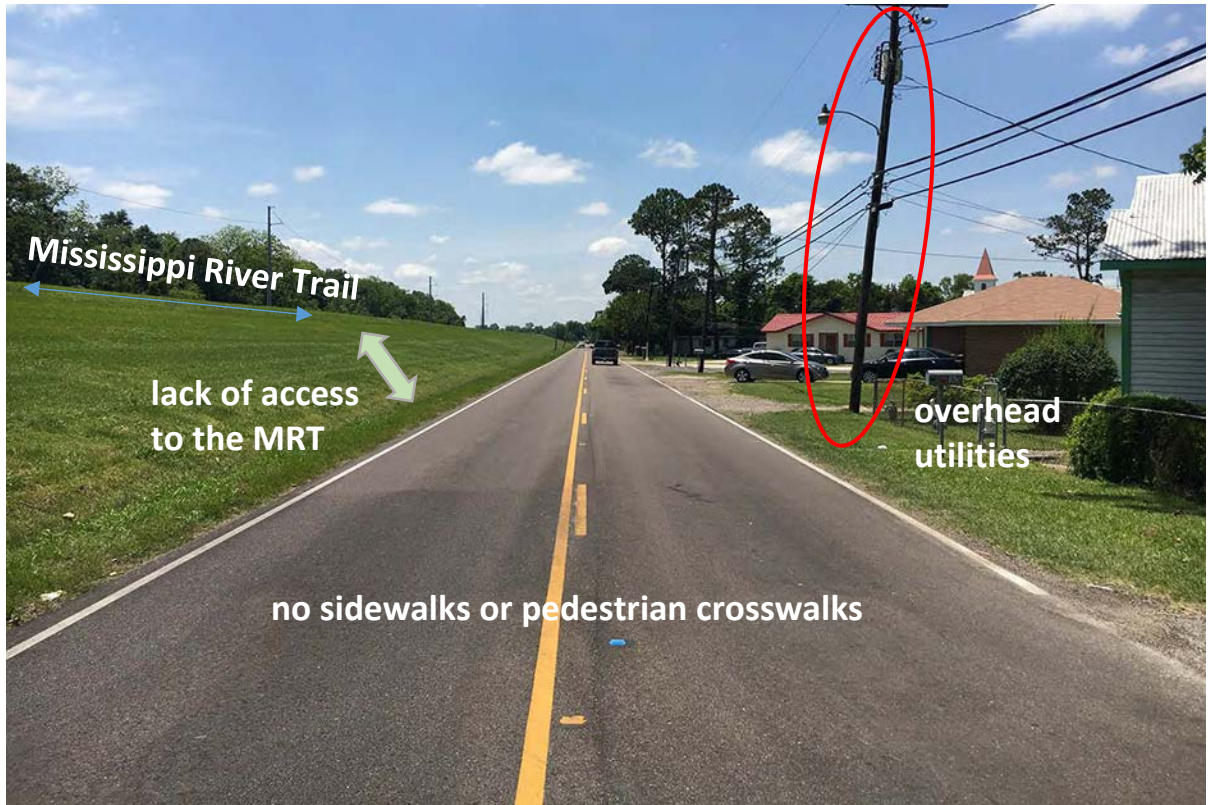 Mississippi River Trail
lack of access
to the MRT
overhead
utilities
no sidewalks or pedestrian crosswalks